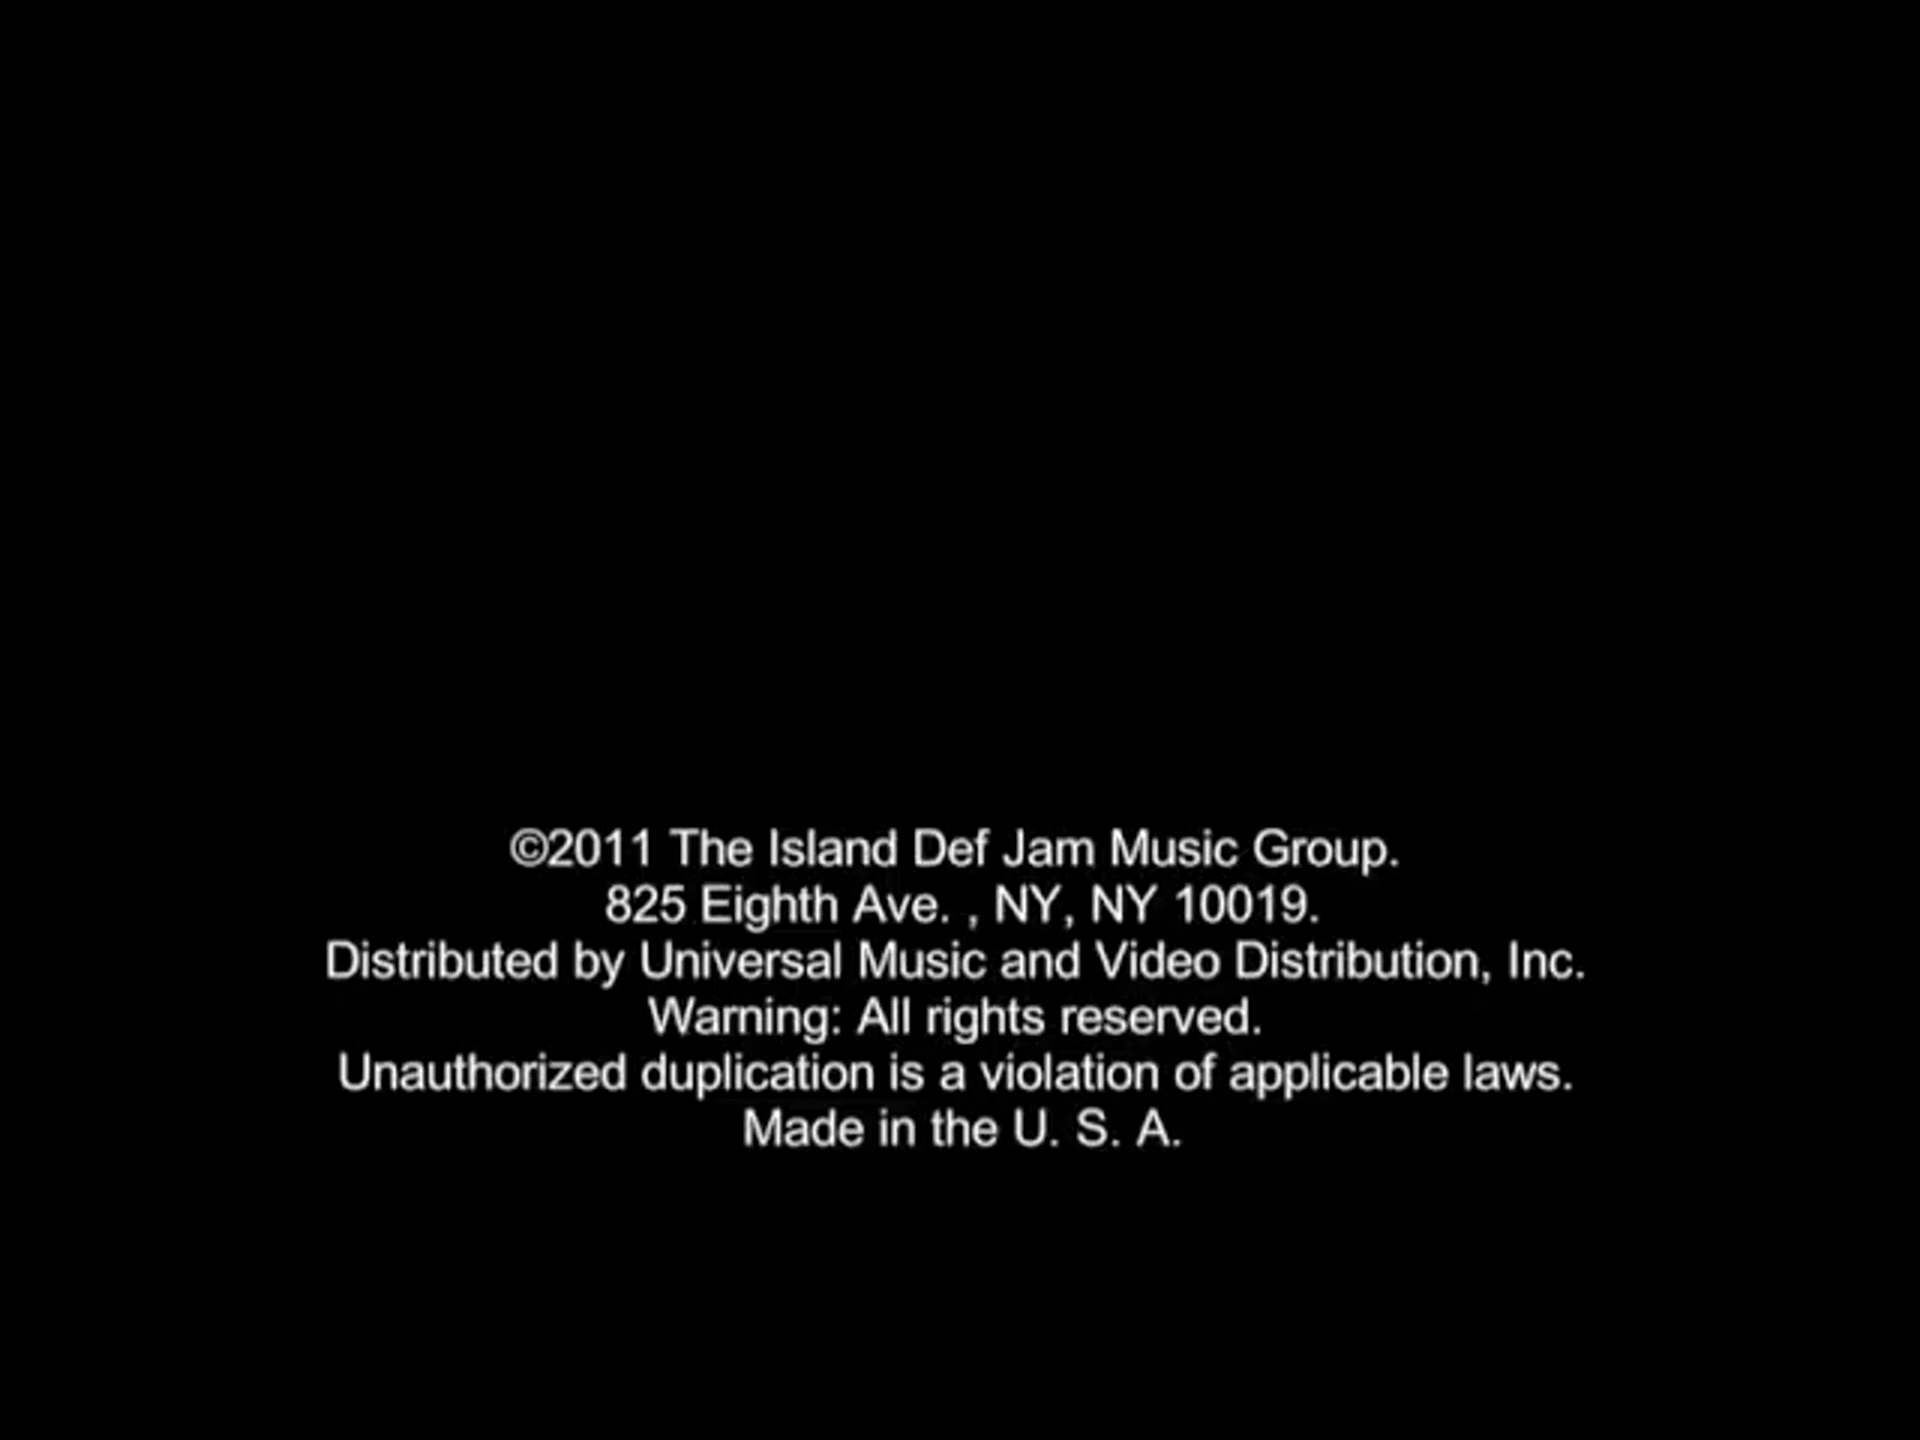 ©2011 The Island Def Jam Music Group.
825 Eighth Ave. , NY, NY 10019.
Distributed by Universal Music and Video Distribution, Inc.
Warning: All rights reserved.
Unauthorized duplication is a violation of applicable laws.
Made in the U. S. A.